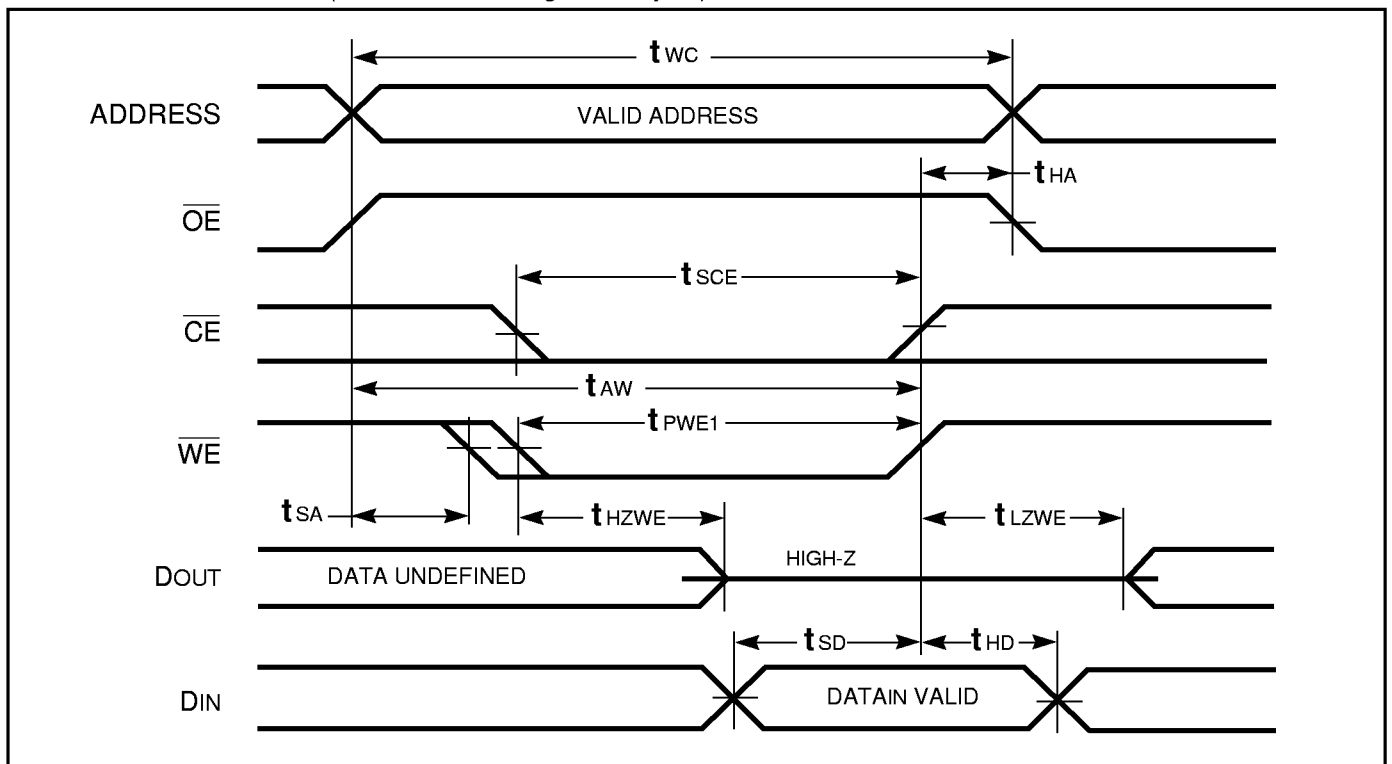 tWC
ADDRESS
VALID ADDRESS
tHA
OE
tSCE
CE
tAW
tPWE1
WE
tSA
tHZWE
tLZWE
DOUT
DATA UNDEFINED
HIGH-Z
tSD
tHD
DIN
DATAIN VALID